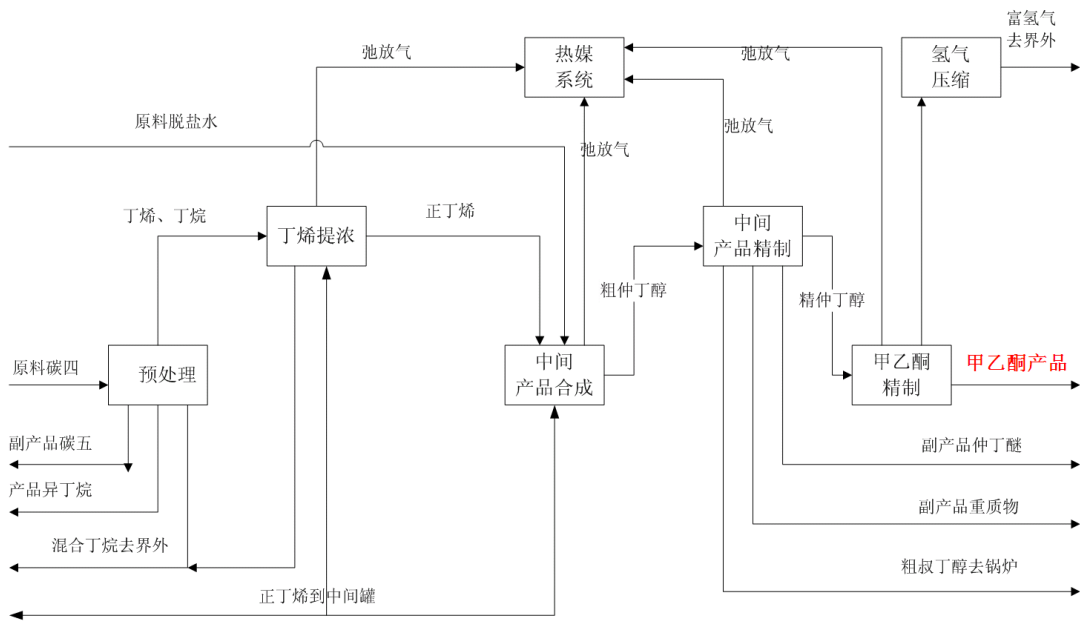 富氢气
去界外
弛放气
热媒
系统
弛放气
氢气
压缩
原料脱盐水
弛放气
弛放气
丁烯、丁烷
正丁烯
丁烯提浓
中间
产品精制
粗仲丁醇
精仲丁醇
原料碳四
预处理
中间
产品合成
甲乙酮
精制
甲乙酮产品
副产品碳五
副产品仲丁醚
产品异丁烷
副产品重质物
混合丁烷去界外
粗叔丁醇去锅炉
正丁烯到中间罐